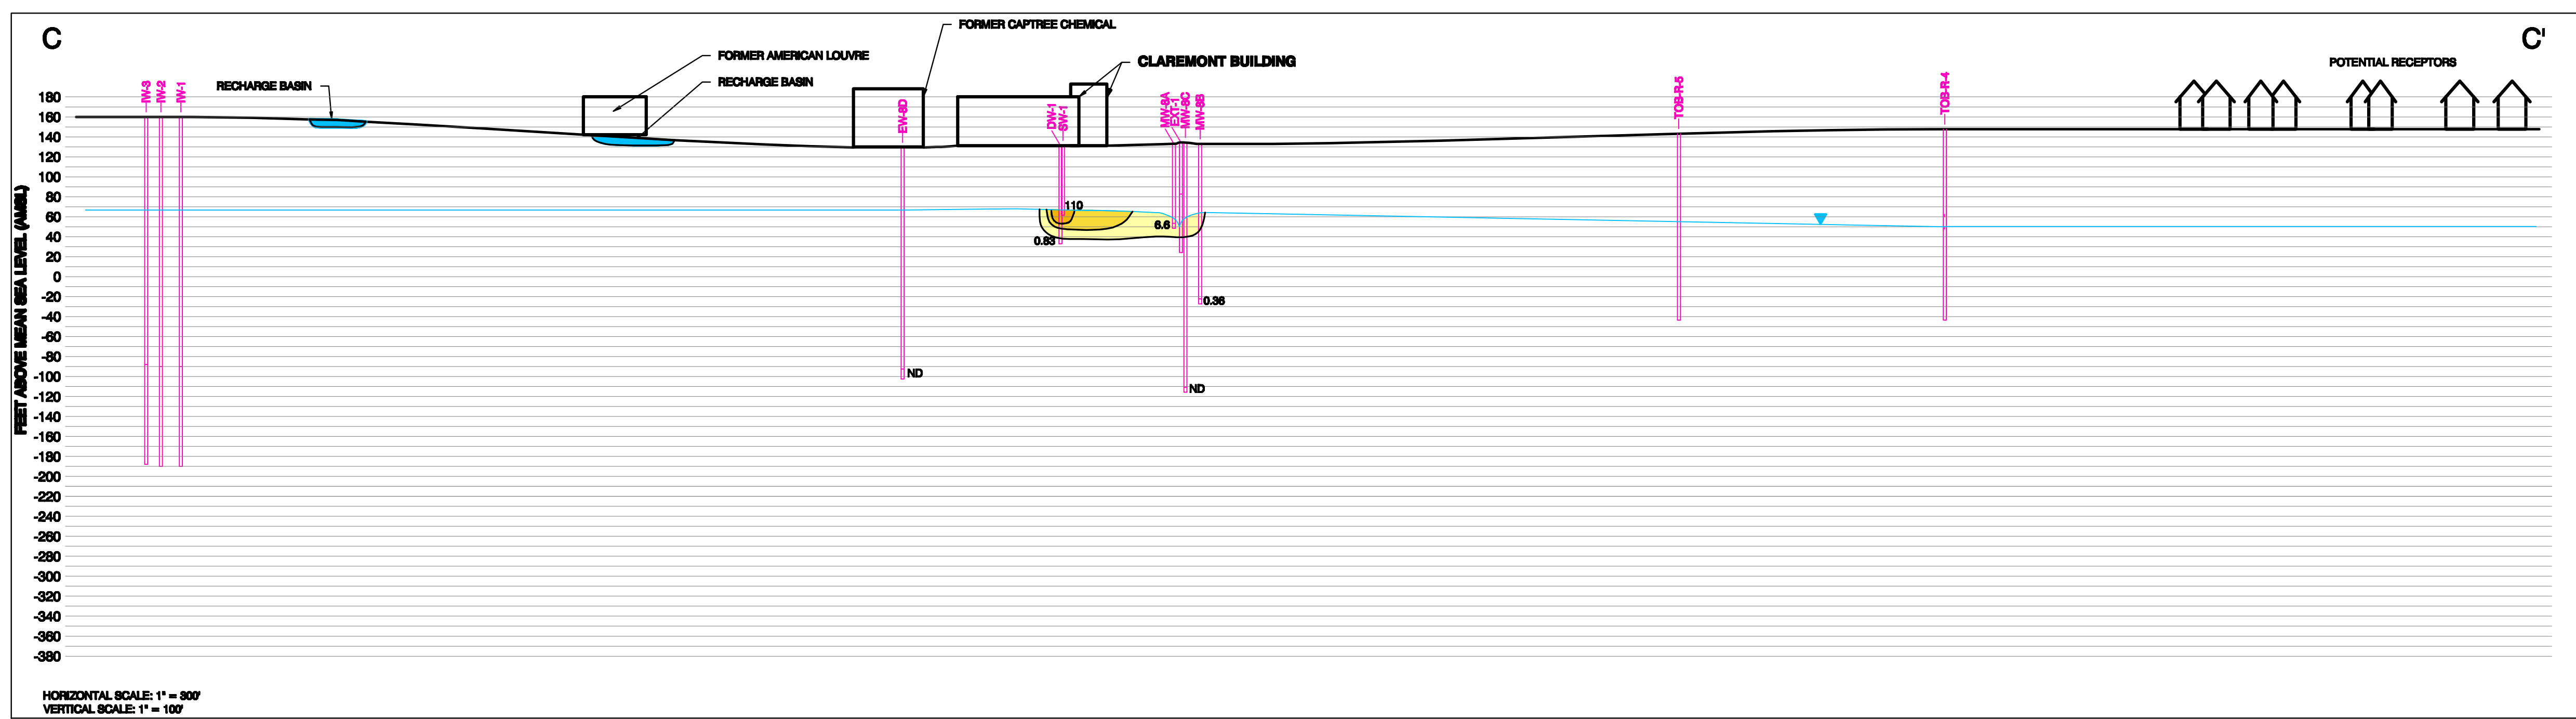 C
C'
FORMER CAPTREE CHEMICAL
FORMER AMERICAN LOUVRE
CLAREMONT BUILDING
POTENTIAL RECEPTORS
RECHARGE BASIN
RECHARGE BASIN
IW-3
IW-2
IW-1
EW-8D
DW-1
SW-1
MW-8A
EXT-1
MW-8C
MW-8B
TOB-R-5
TOB-R-4
FEET ABOVE MEAN SEA LEVEL (AMSL)
180
160
140
120
100
80
60
40
20
0
-20
-40
-60
-80
-100
-120
-140
-160
-180
-200
-220
-240
-260
-280
-300
-320
-340
-360
-380
110
6.6
0.83
0.36
ND
ND
HORIZONTAL SCALE: 1" = 300'
VERTICAL SCALE: 1" = 100'